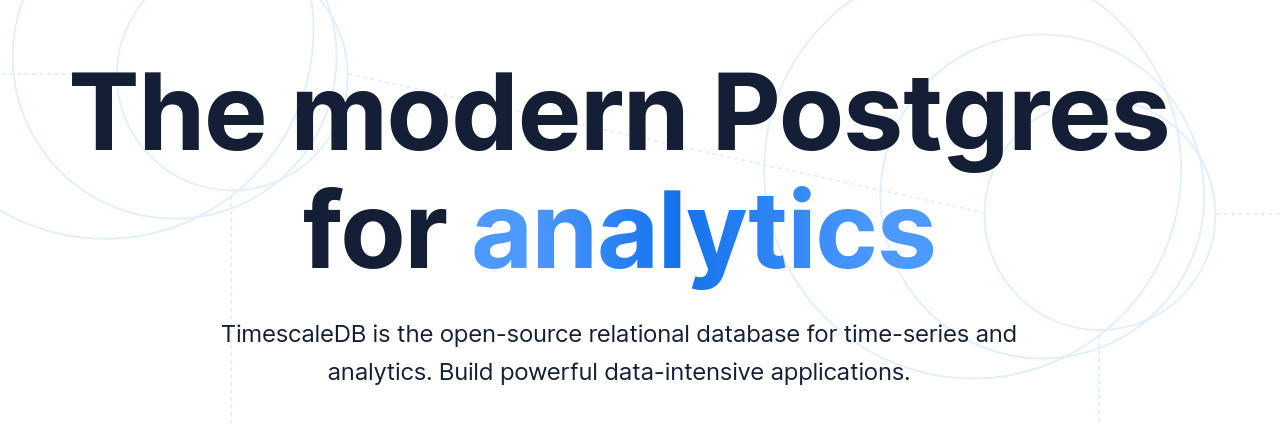 The modern Postgres
for analytics
TimescaleDB is the open-source relational database for time-series and
analytics. Build powerful data-intensive applications.